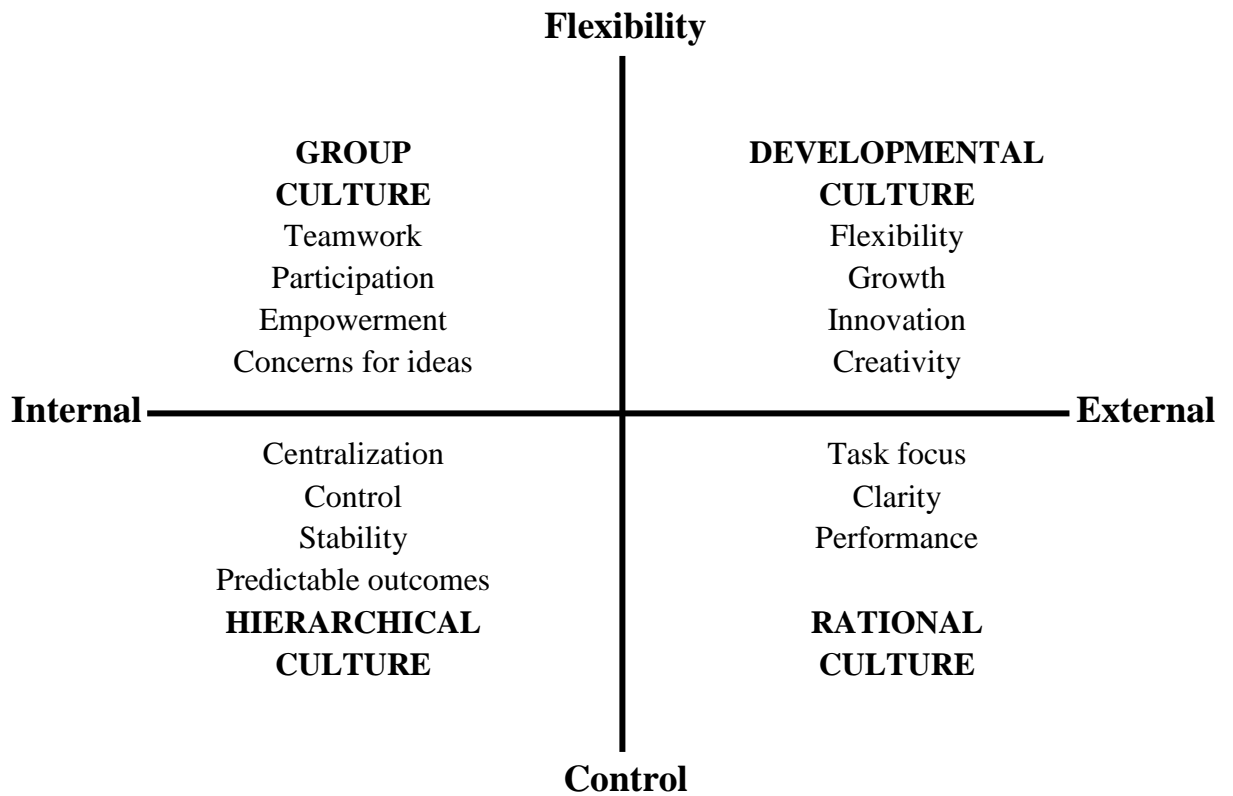 Flexibility
GROUP
CULTURE
Teamwork
Participation
Empowerment
Concerns for ideas
DEVELOPMENTAL
CULTURE
Flexibility
Growth
Innovation
Creativity
Internal
External
Centralization
Control
Stability
Predictable outcomes
HIERARCHICAL
CULTURE
Task focus
Clarity
Performance
RATIONAL
CULTURE
Control